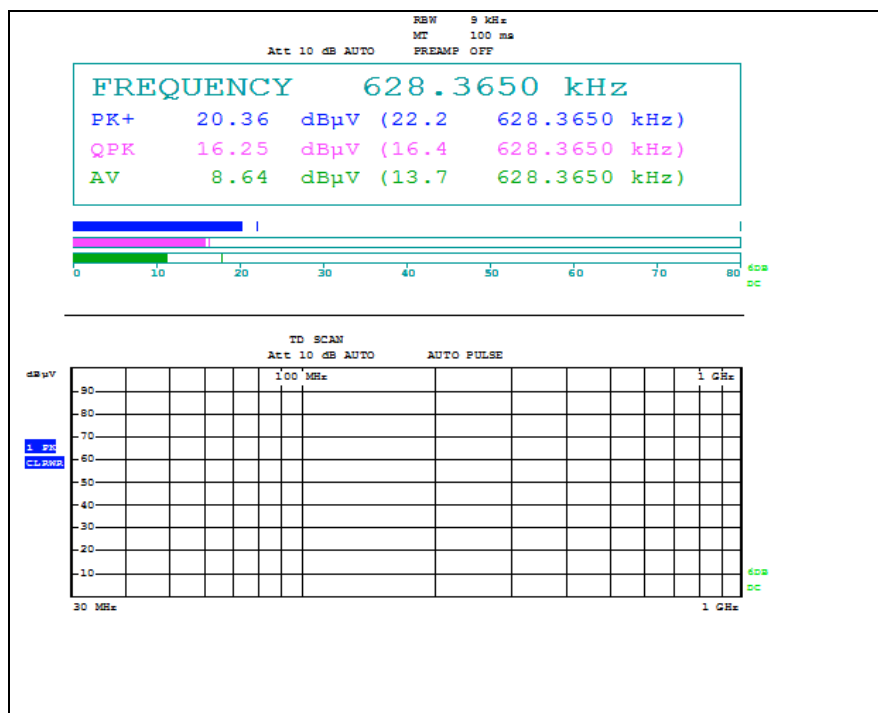 RBW 9 kHz
MT 100 ms
Att 10 dB AUTO PREAMP OFF
FREQUENCY 628.3650 kHz
PK+ 20.36 dBµV (22.2 628.3650 kHz)
QPK 16.25 dBµV (16.4 628.3650 kHz)
AV 8.64 dBµV (13.7 628.3650 kHz)
0 10 20 30 40 50 60 70 80
6DB
DC
TD SCAN
Att 10 dB AUTO AUTO PULSE
dBµV
100 MHz 1 GHz
90
80
70
1 PK
CLRWR
60
50
40
30
20
10
6DB
DC
30 MHz 1 GHz